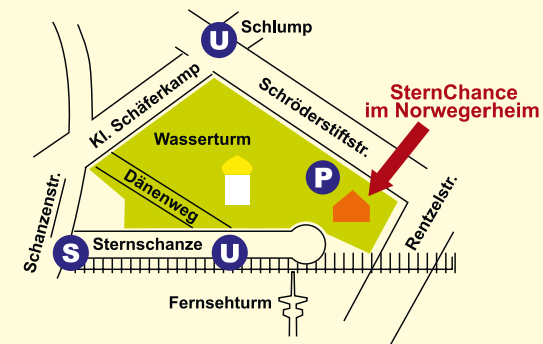 U
Schlump
SternChance
im Norwegerheim
Kl. Schäferkamp
Schröderstiftstr.
Wasserturm
P
Dänenweg
Schanzenstr.
Rentzelstr.
S
Sternschanze
U
Fernsehturm